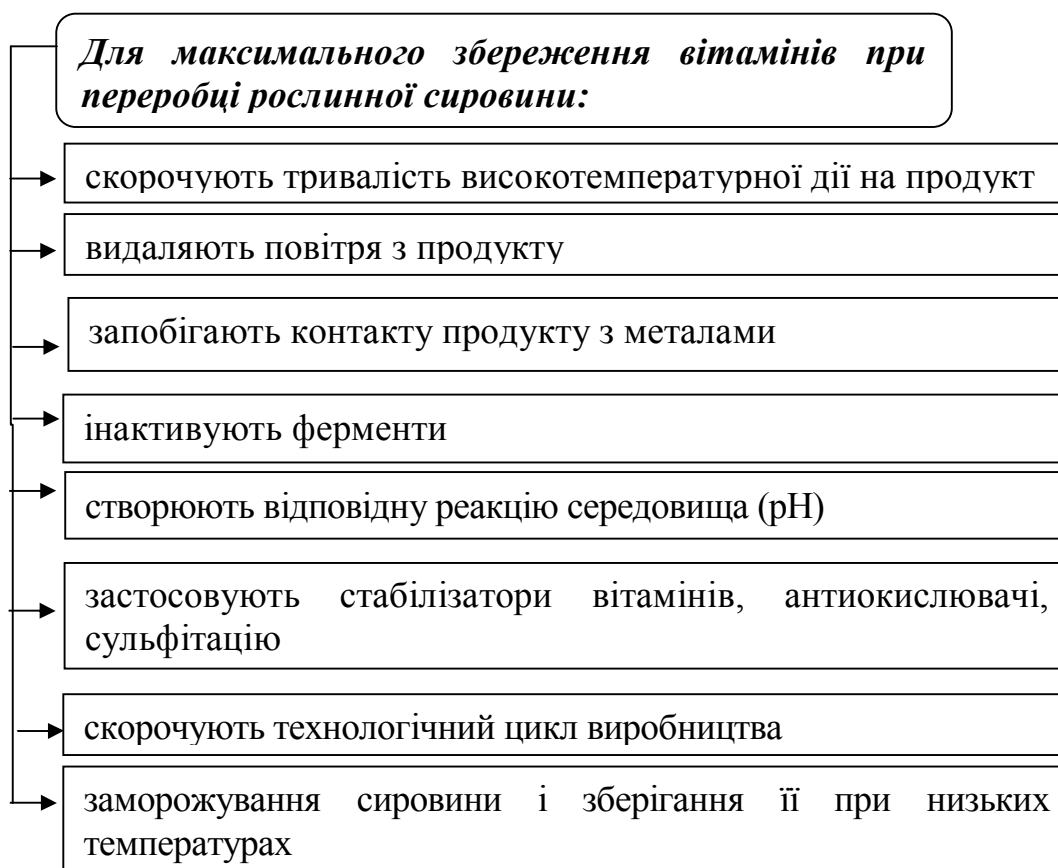 Для максимального збереження вітамінів при
переробці рослинної сировини:
скорочують тривалість високотемпературної дії на продукт
видаляють повітря з продукту
запобігають контакту продукту з металами
інактивують ферменти
створюють відповідну реакцію середовища (рН)
застосовують стабілізатори вітамінів, антиокислювачі,
сульфітацію
скорочують технологічний цикл виробництва
заморожування сировини і зберігання її при низьких
температурах